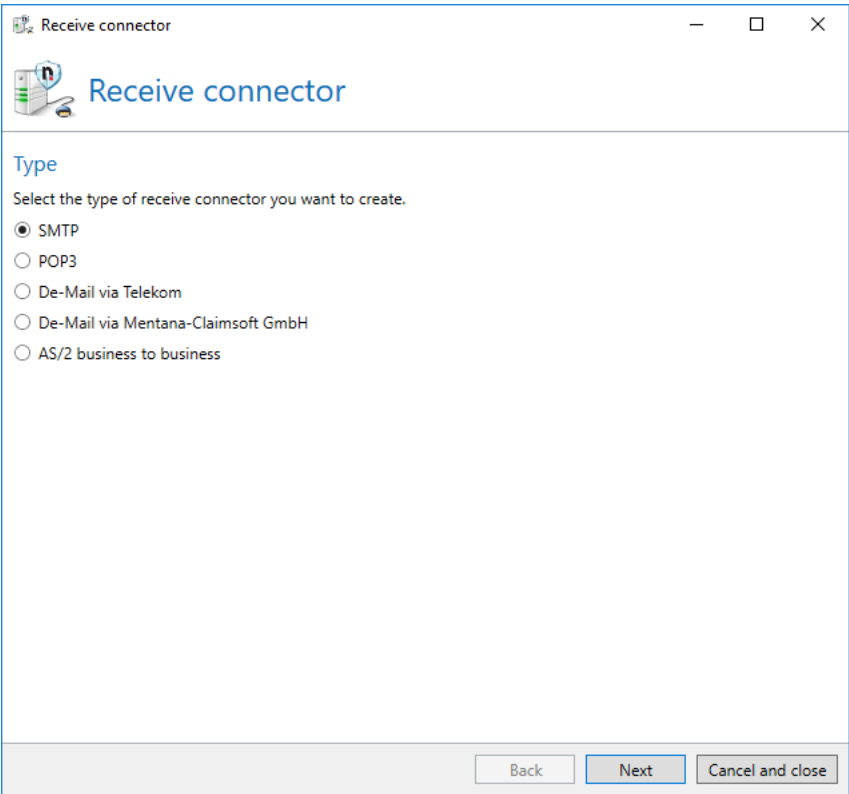 Receive connector
n
Receive connector
Type
Select the type of receive connector you want to create.
SMTP
POP3
De-Mail via Telekom
De-Mail via Mentana-Claimsoft GmbH
AS/2 business to business
Back
Next
Cancel and close